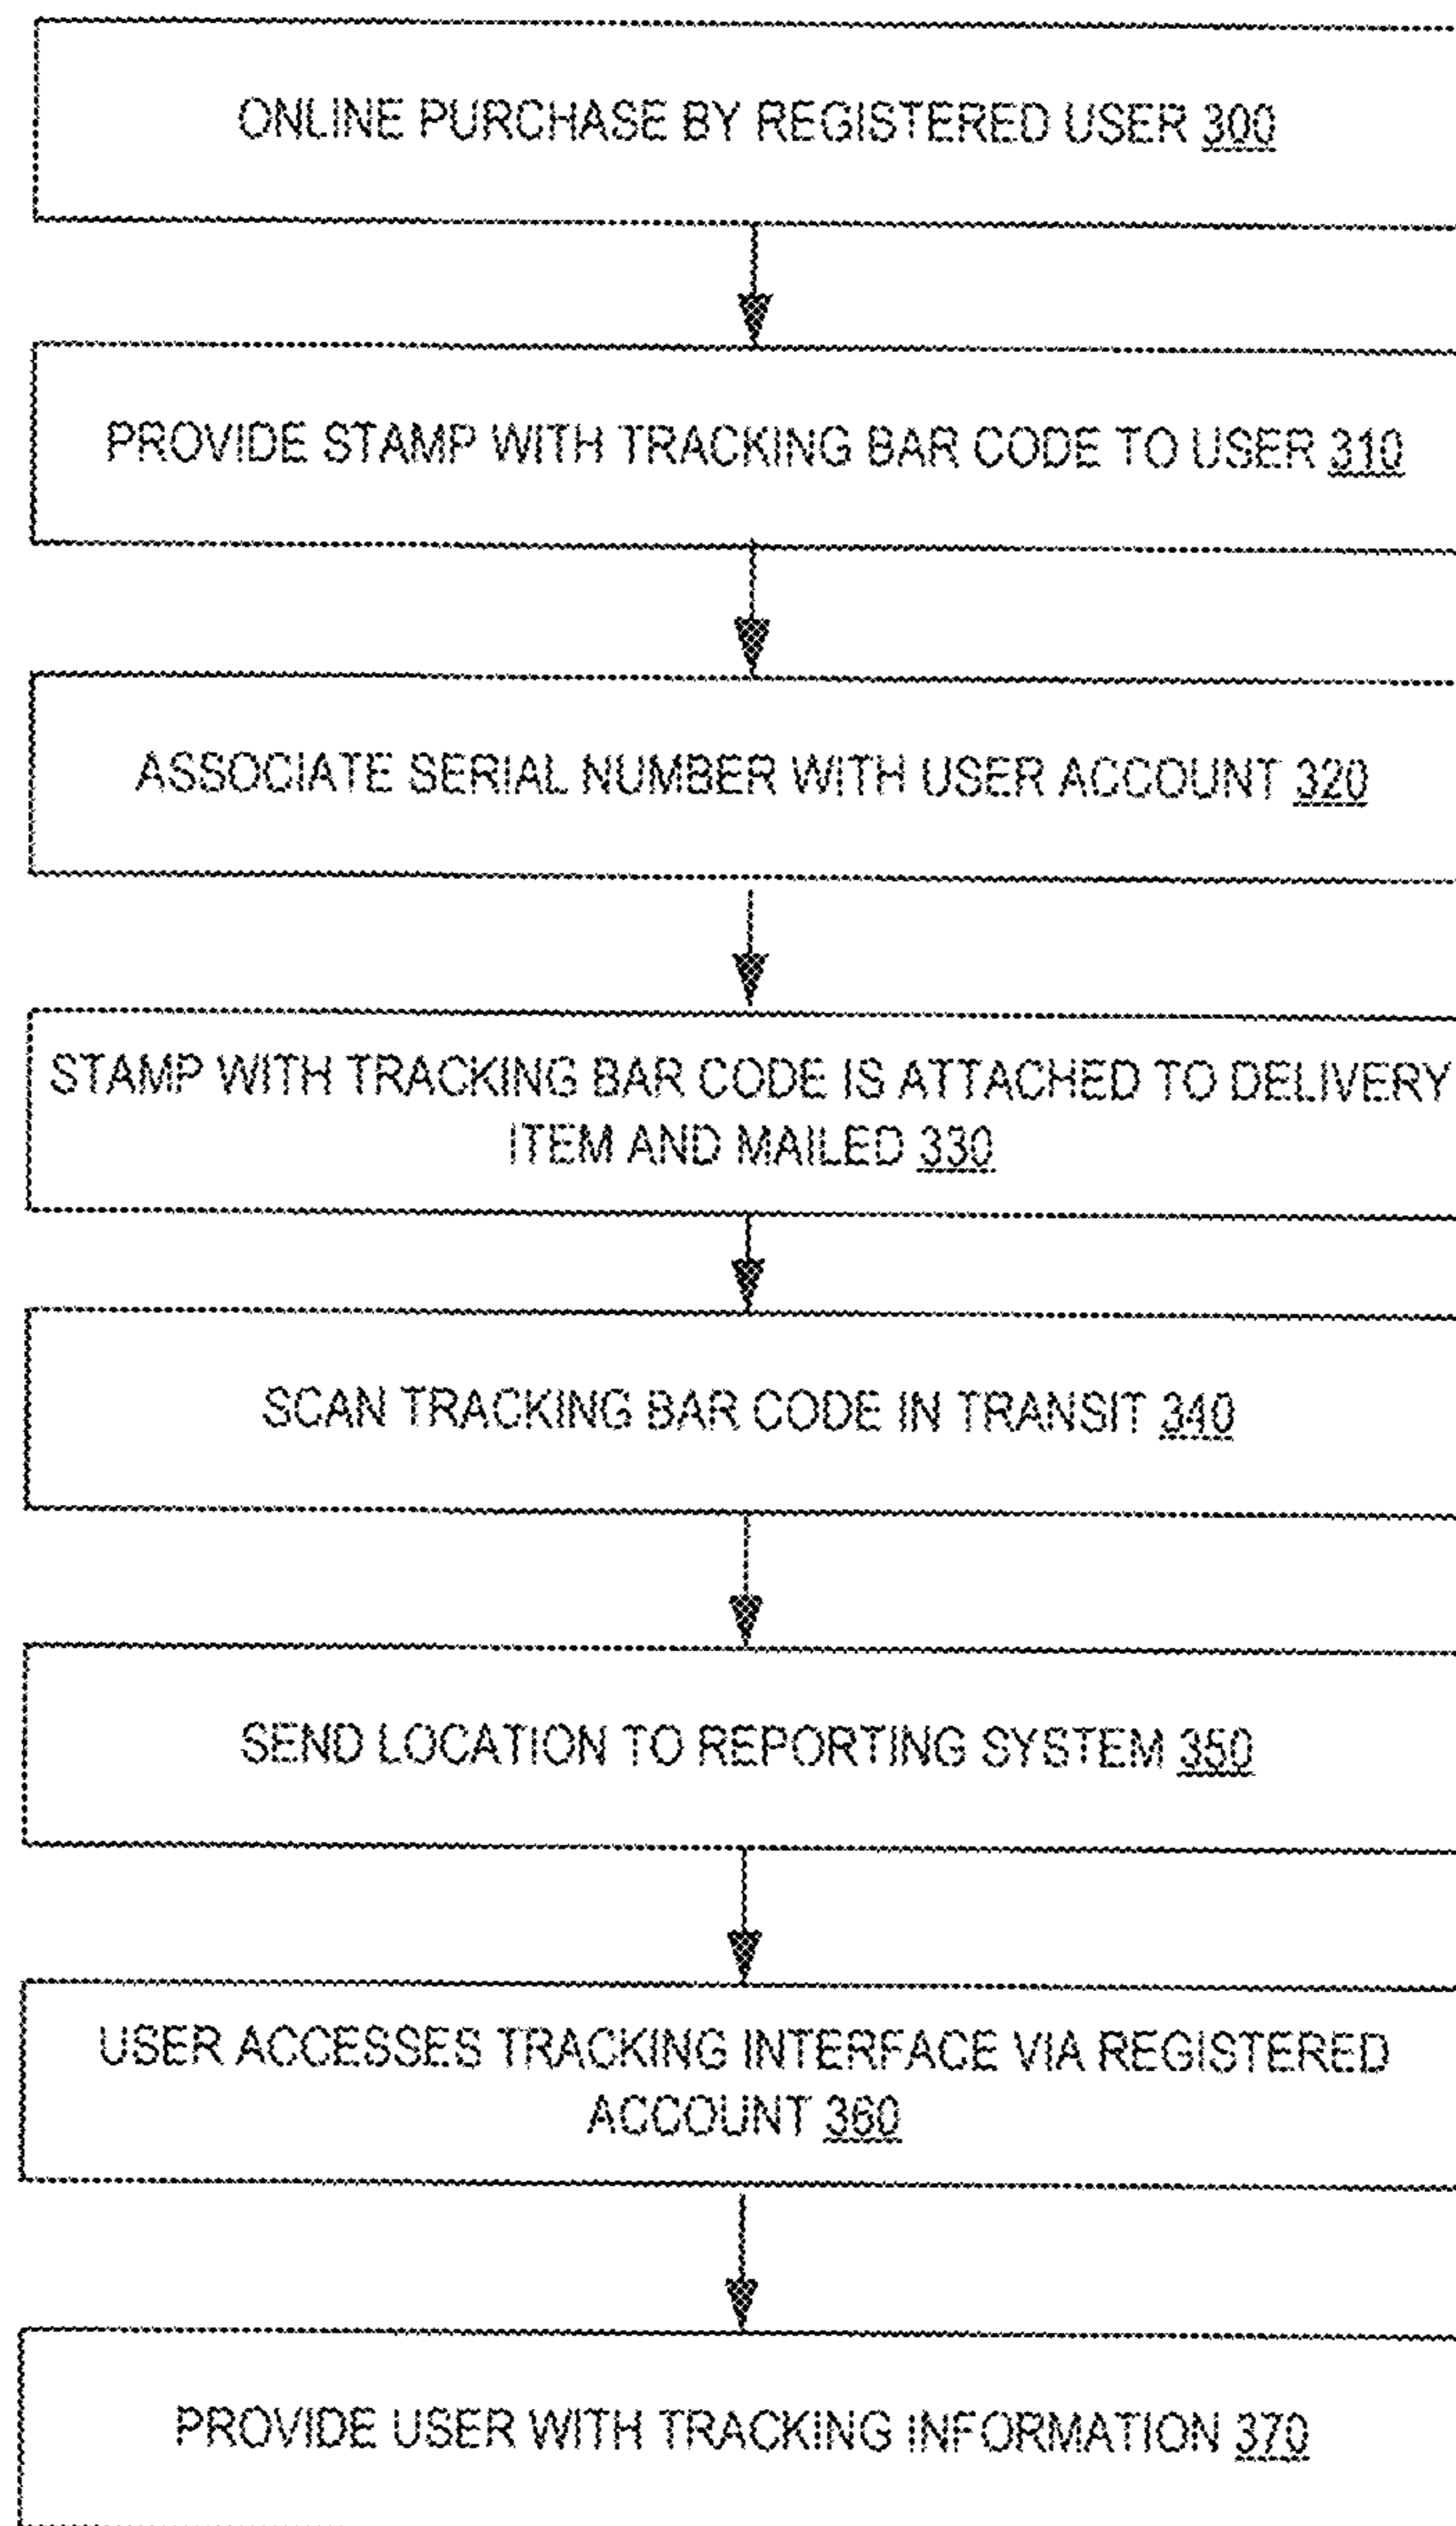 ONLINE PURCHASE BY REGISTERED USER 300
PROVIDE STAMP WITH TRACKING BAR CODE TO USER 310
ASSOCIATE SERIAL NUMBER WITH USER ACCOUNT 320
STAMP WITH TRACKING BAR CODE IS ATTACHED TO DELIVERY
ITEM AND MAILED 330
SCAN TRACKING BAR CODE IN TRANSIT 340
SEND LOCATION TO REPORTING SYSTEM 350
USER ACCESSES TRACKING INTERFACE VIA REGISTERED
ACCOUNT 360
PROVIDE USER WITH TRACKING INFORMATION 370